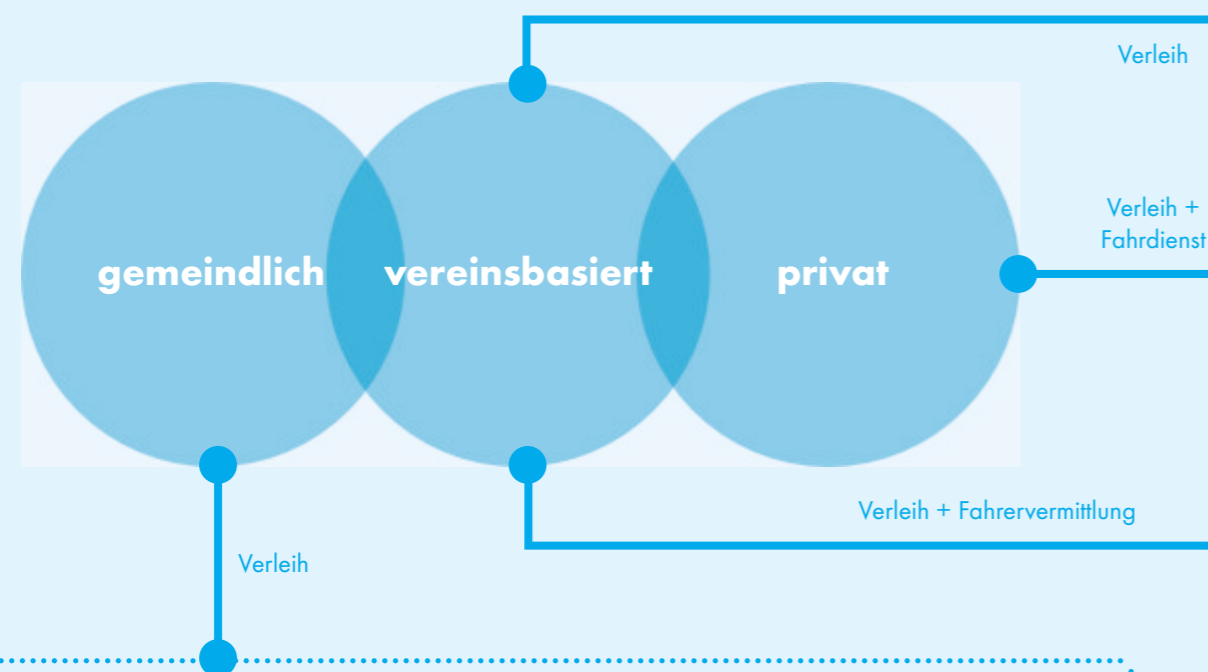 Verleih
Verleih +
Fahrdienst
gemeindlich
vereinsbasiert
privat
Verleih + Fahrervermittlung
Verleih